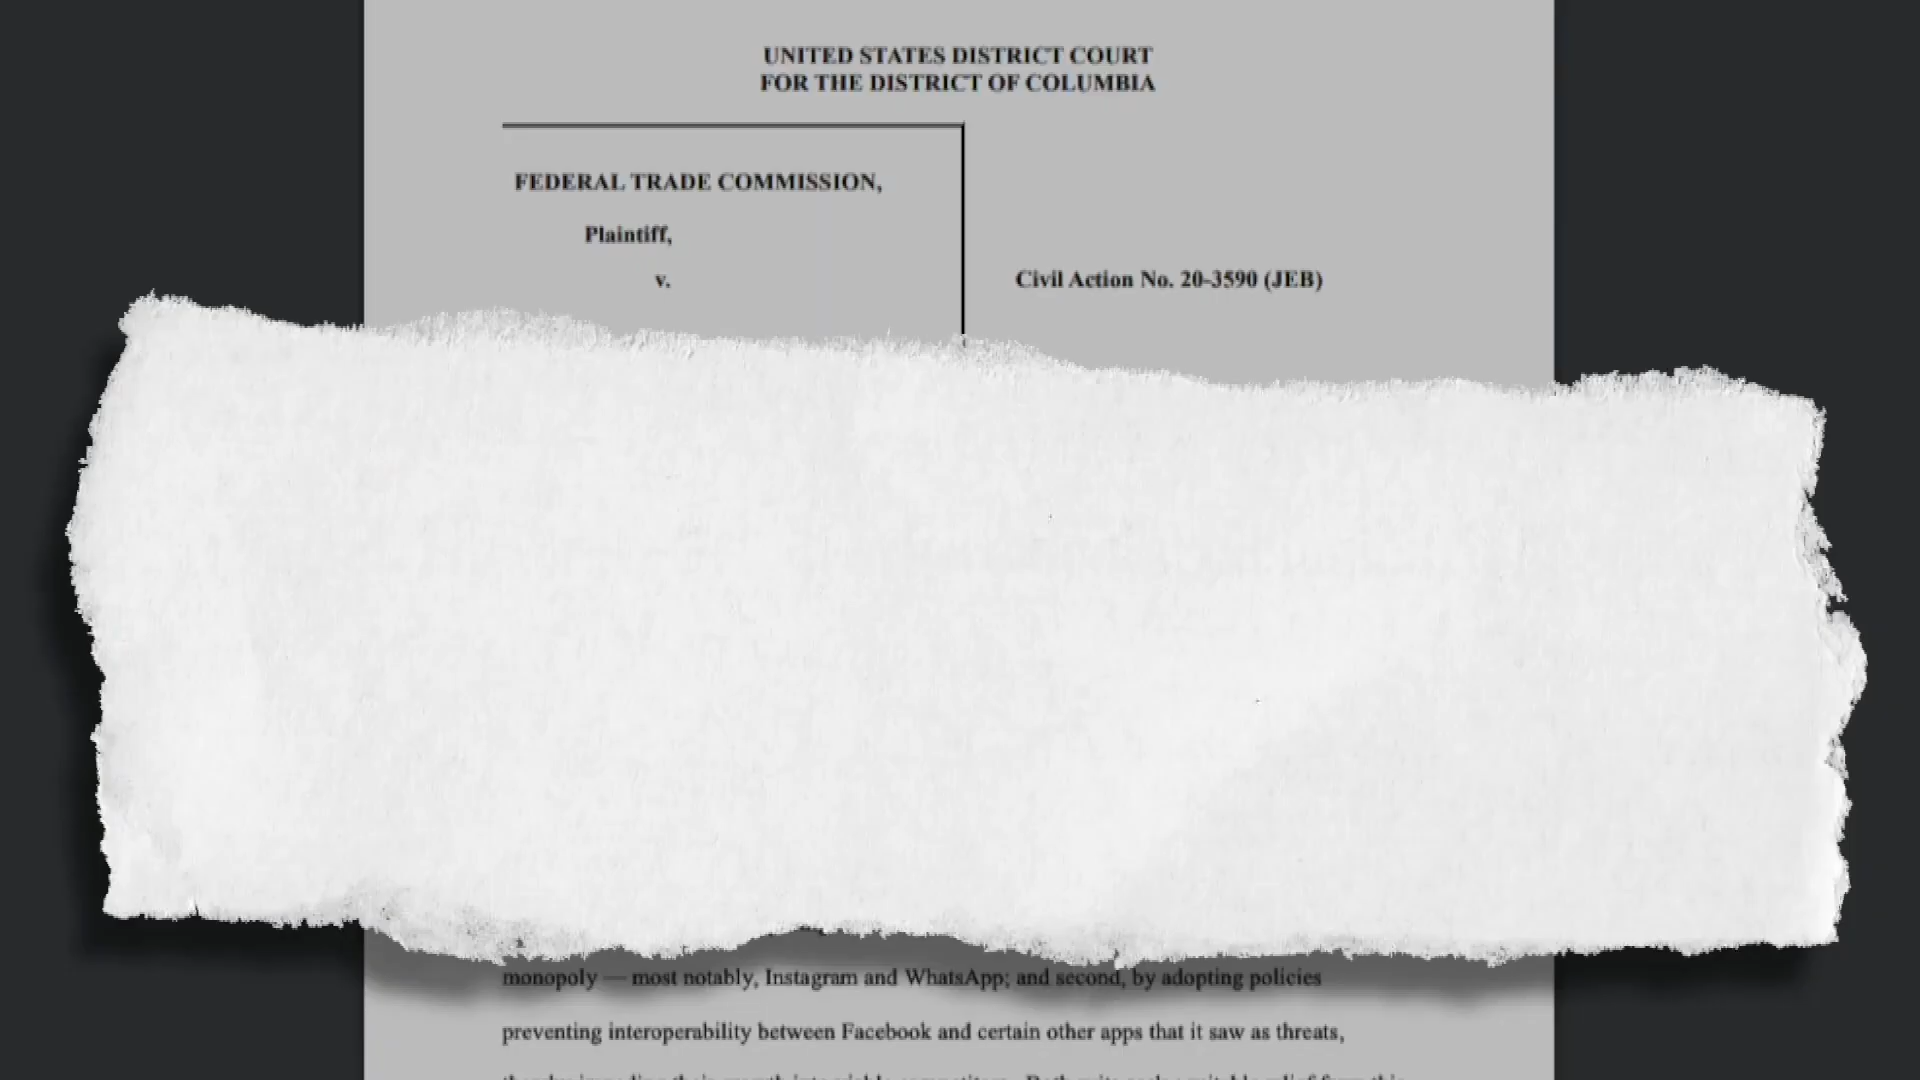 UNITED STATES DISTRICT COURT
FOR THE DISTRICT OF COLUMBIA
FEDERAL TRADE COMMISSION,
Plaintiff,
v.
Civil Action No. 20-3590 (JEB)
monopoly — most notably, Instagram and WhatsApp; and second, by adopting policies
preventing interoperability between Facebook and certain other apps that it saw as threats,